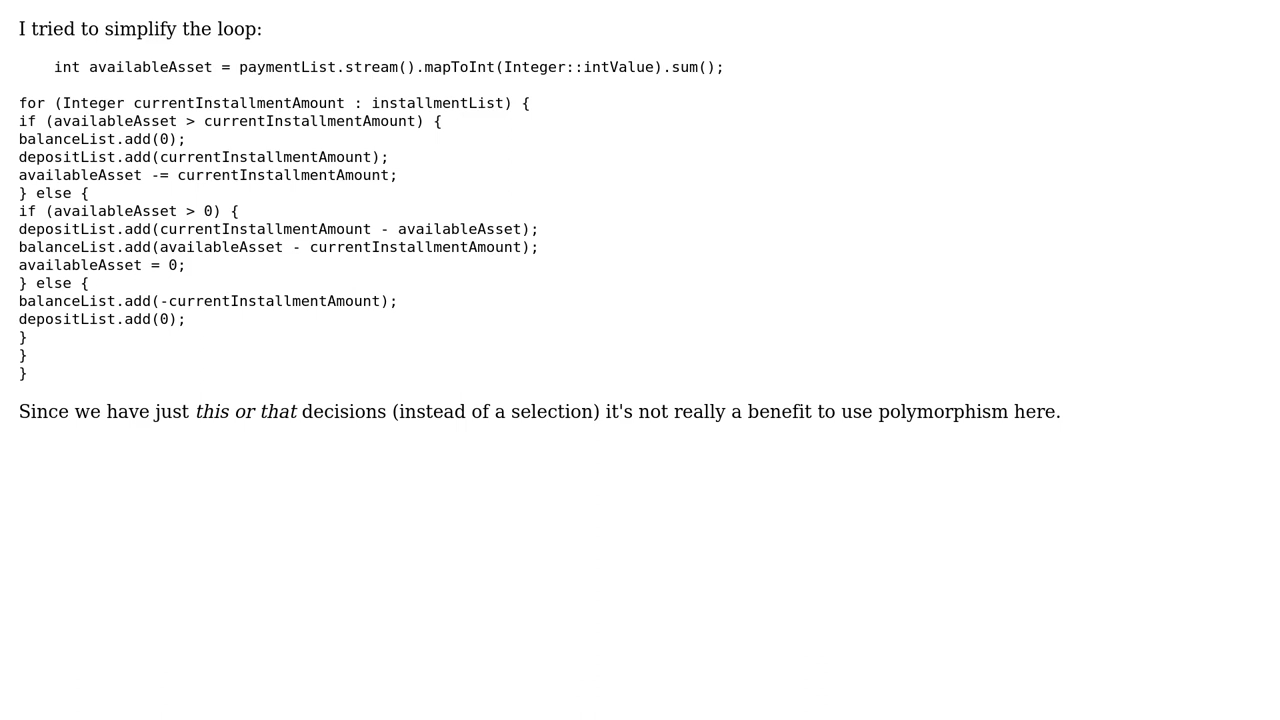 I tried to simplify the loop:
int availableAsset = paymentList.stream().mapToInt(Integer::intValue).sum();
for (Integer currentInstallmentAmount : installmentList) {
if (availableAsset > currentInstallmentAmount) {
balanceList.add(0);
depositList.add(currentInstallmentAmount);
availableAsset -= currentInstallmentAmount;
} else {
if (availableAsset > 0) {
depositList.add(currentInstallmentAmount - availableAsset);
balanceList.add(availableAsset - currentInstallmentAmount);
availableAsset = 0;
} else {
balanceList.add(-currentInstallmentAmount);
depositList.add(0);
}
}
}
Since we have just this or that decisions (instead of a selection) it's not really a benefit to use polymorphism here.